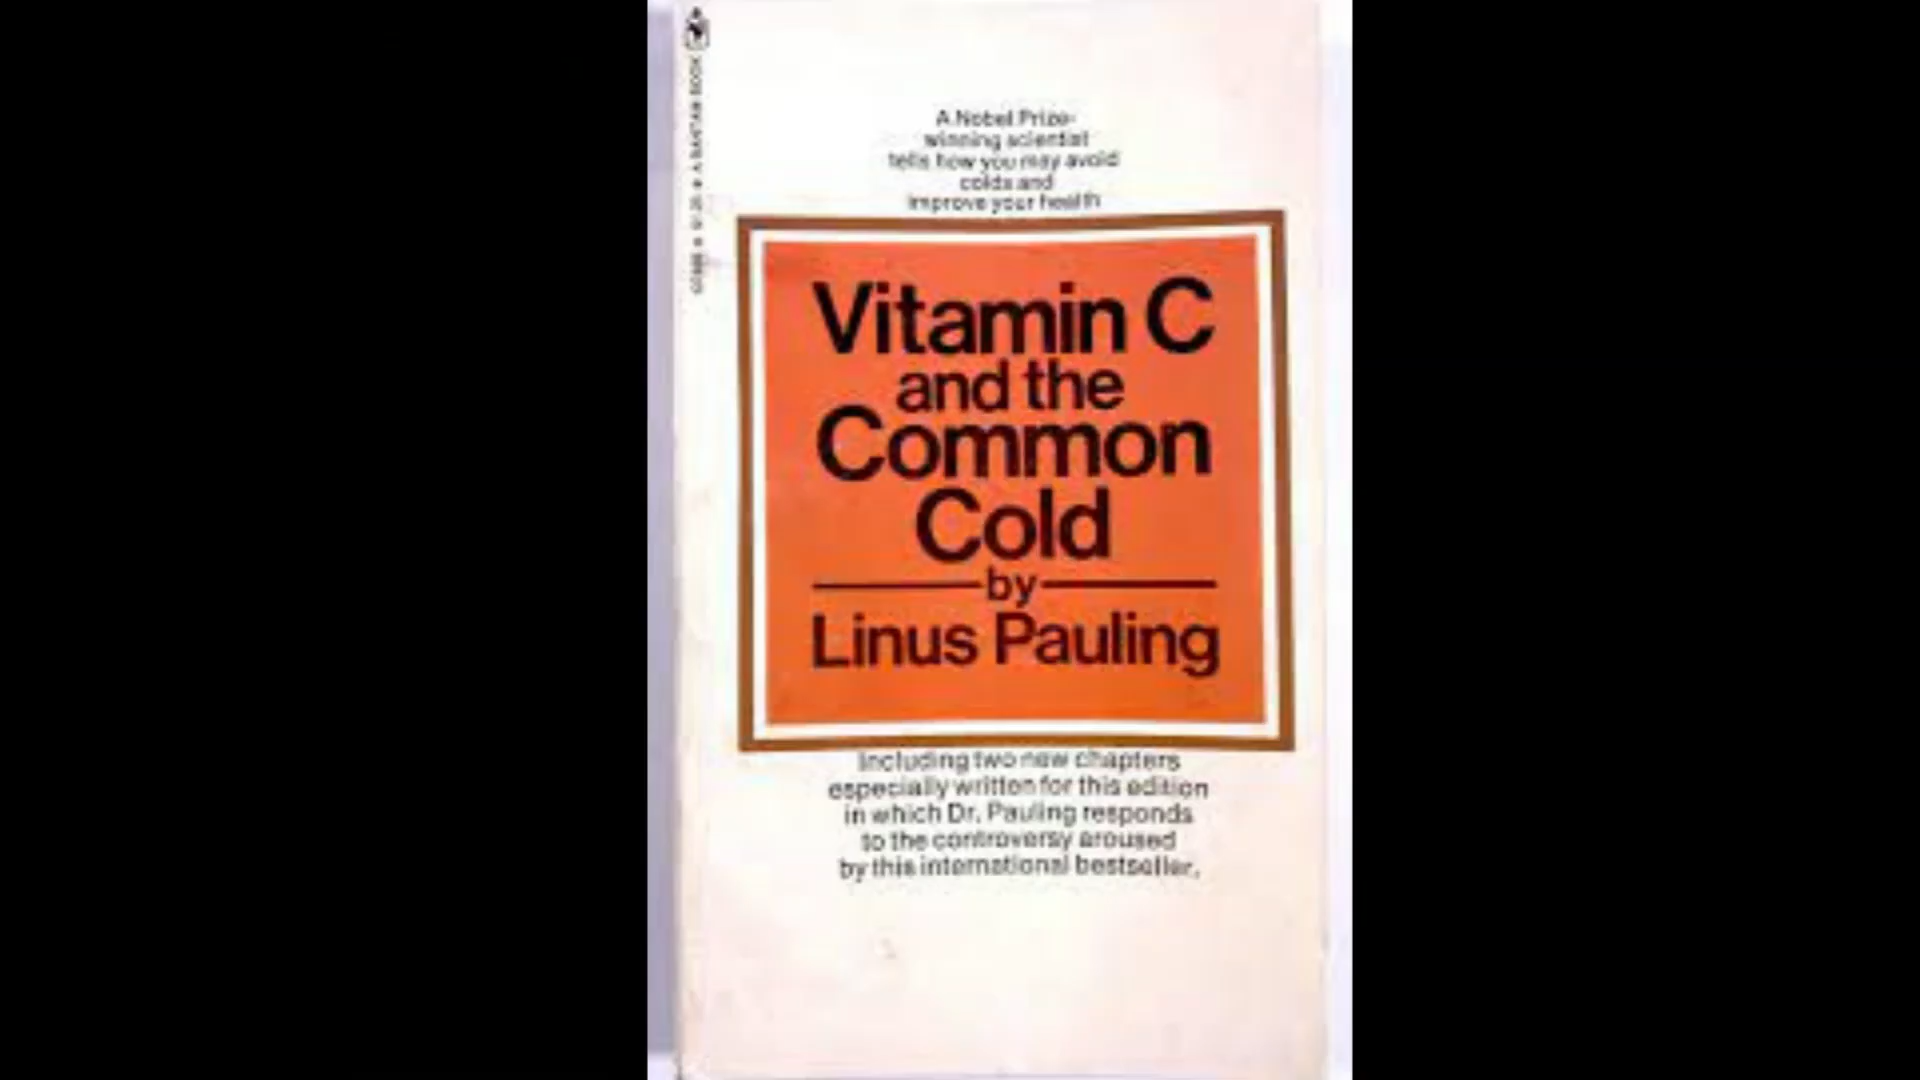 A BANTAM BOOK
A Nobel Prize-
winning scientist
tells how you may avoid
colds and
improve your health
Vitamin C
and the
Common
Cold
by
Linus Pauling
Including two new chapters
especially written for this edition
in which Dr. Pauling responds
to the controversy aroused
by this international bestseller.